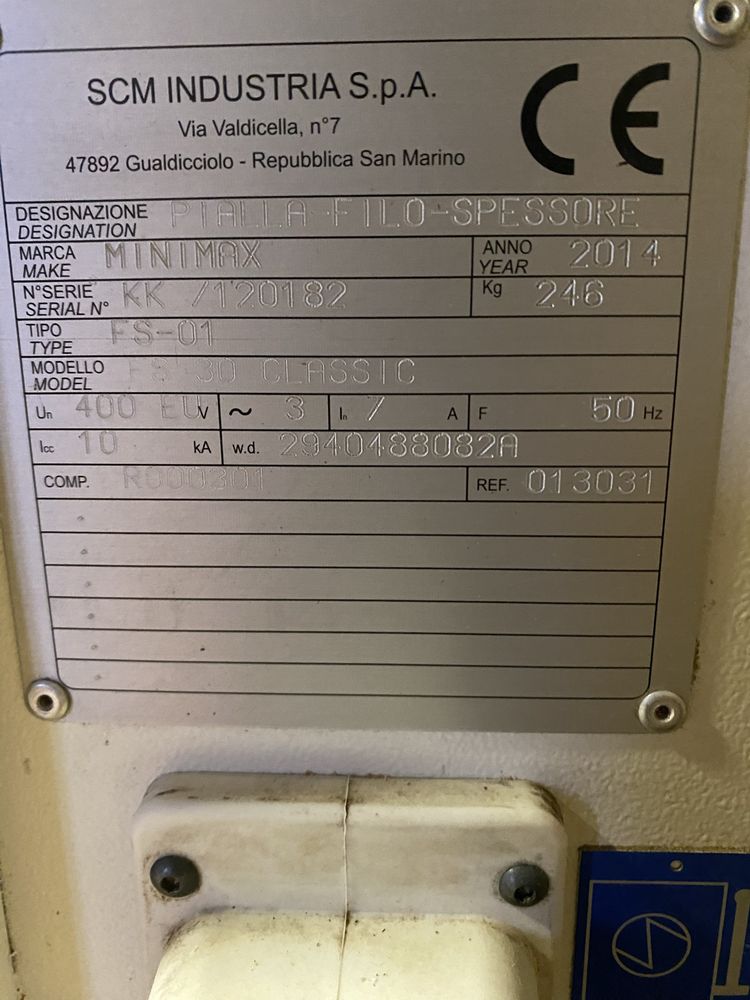 SCM INDUSTRIA S.p.A.
CE
Via Valdicella, n°7
47892 Gualdicciolo - Repubblica San Marino
DESIGNAZIONE
DESIGNATION PIALLA FILO-SPESSORE
MARCA
MAKE MINIMAX ANNO
YEAR 2014
N°SERIE
SERIAL N° KK /120182 Kg 246
TIPO
TYPE FS-01
MODELLO
MODEL FS 30 CLASSIC
Un 400 EU V ~ 3 In 7 A F 50 Hz
Icc 10 kA w.d. 2940488082A
COMP. R000301 REF. 013031